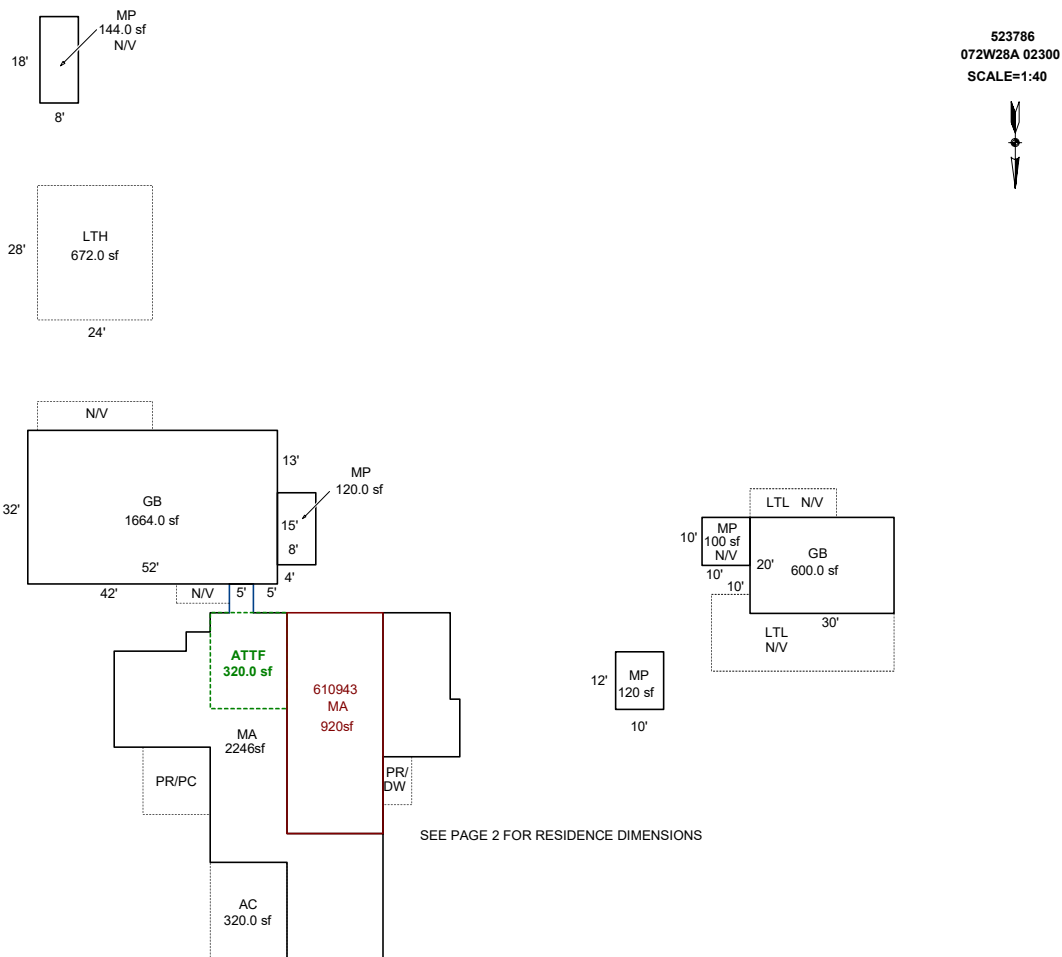 MP
144.0 sf
N/V
18'
8'
523786
072W28A 02300
SCALE=1:40
LTH
672.0 sf
28'
24'
N/V
GB
1664.0 sf
32'
52'
42'
13'
MP
120.0 sf
15'
8'
4'
N/V
5'
5'
ATTF
320.0 sf
610943
MA
920sf
MA
2246sf
PR/PC
PR/
DW
AC
320.0 sf
SEE PAGE 2 FOR RESIDENCE DIMENSIONS
LTL N/V
MP
100 sf
N/V
10'
10'
GB
600.0 sf
20'
10'
30'
LTL
N/V
MP
120 sf
12'
10'